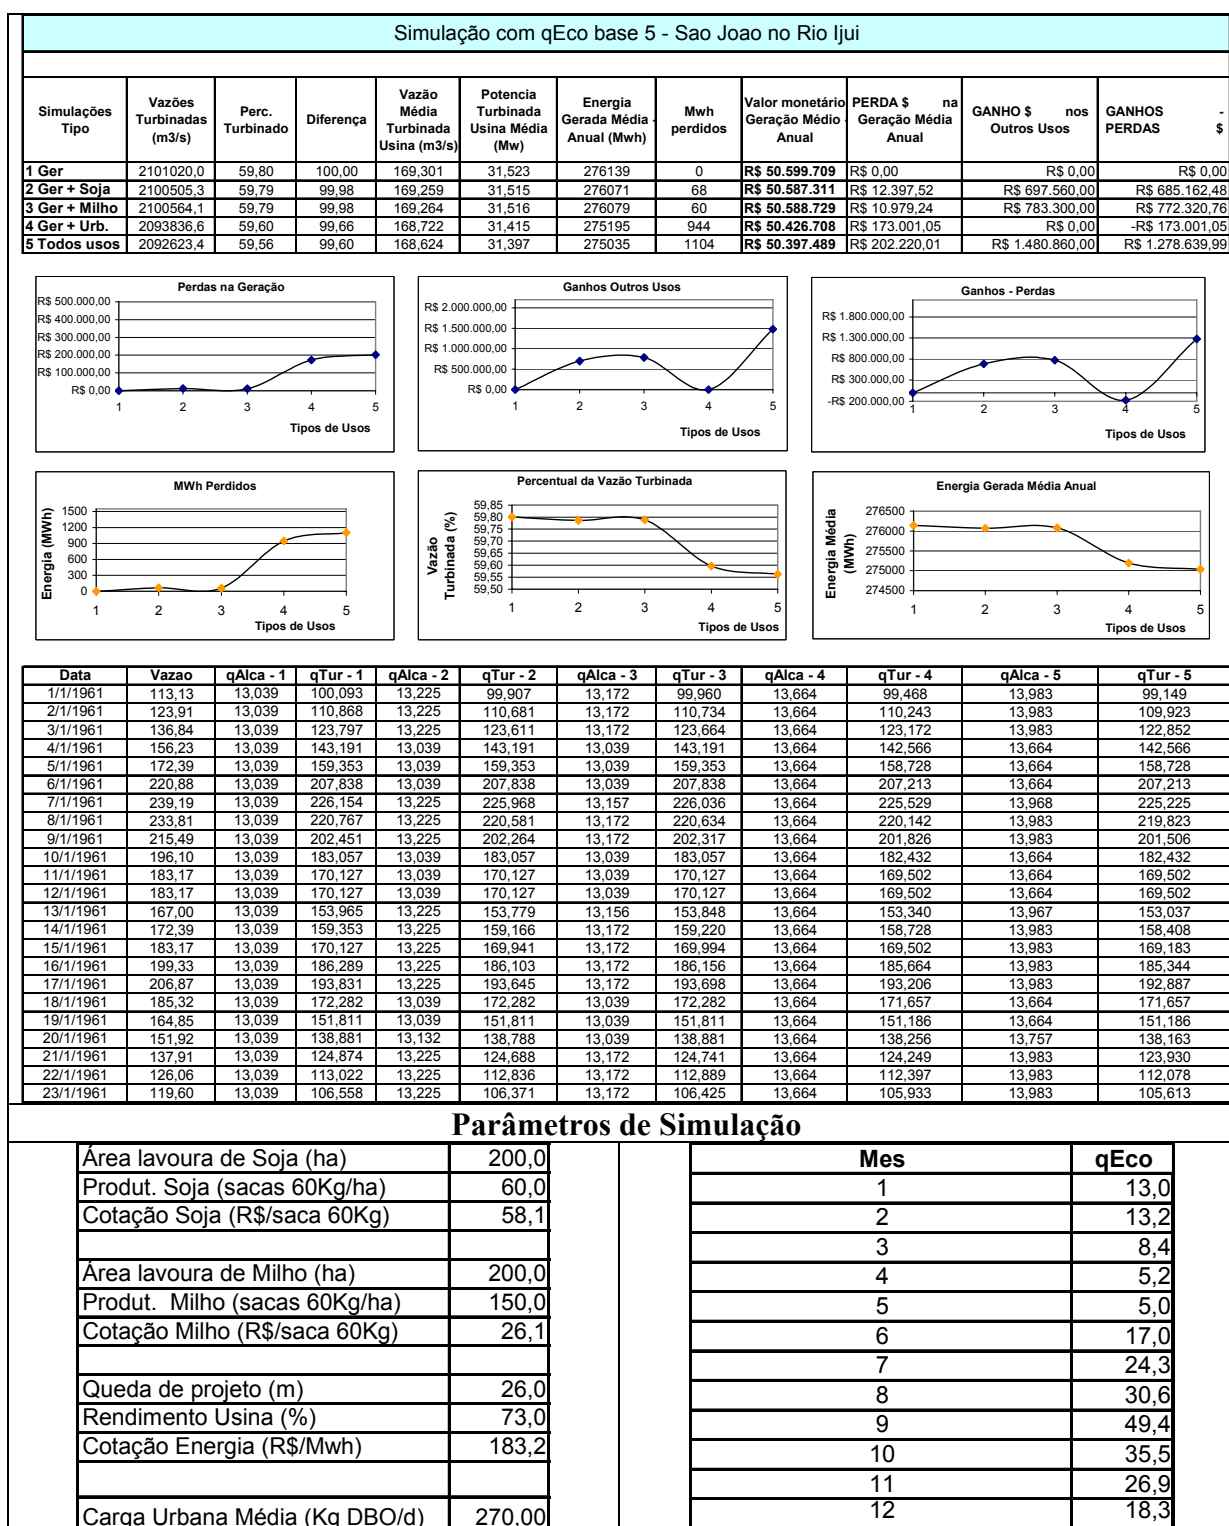 Simulação com qEco base 5 - Sao Joao no Rio Ijui
Simulações Tipo | Vazões Turbinadas (m3/s) | Perc. Turbinado | Diferença | Vazão Média Turbinada Usina (m3/s) | Potencia Turbinada Usina Média (Mw) | Energia Gerada Média - Anual (Mwh) | Mwh perdidos | Valor monetário Geração Médio - Anual | PERDA $ na Geração Média Anual | GANHO $ nos Outros Usos | GANHOS - PERDAS $
1 Ger 2101020,0 59,80 100,00 169,301 31,523 276139 0 R$ 50.599.709 R$ 0,00 R$ 0,00 R$ 0,00
2 Ger + Soja 2100505,3 59,79 99,98 169,259 31,515 276071 68 R$ 50.587.311 R$ 12.397,52 R$ 697.560,00 R$ 685.162,48
3 Ger + Milho 2100564,1 59,79 99,98 169,264 31,516 276079 60 R$ 50.588.729 R$ 10.979,24 R$ 783.300,00 R$ 772.320,76
4 Ger + Urb. 2093836,6 59,60 99,66 168,722 31,415 275195 944 R$ 50.426.708 R$ 173.001,05 R$ 0,00 -R$ 173.001,05
5 Todos usos 2092623,4 59,56 99,60 168,624 31,397 275035 1104 R$ 50.397.489 R$ 202.220,01 R$ 1.480.860,00 R$ 1.278.639,99
Perdas na Geração
R$ 500.000,00
R$ 400.000,00
R$ 300.000,00
R$ 200.000,00
R$ 100.000,00
R$ 0,00
1 2 3 4 5
Tipos de Usos
Ganhos Outros Usos
R$ 2.000.000,00
R$ 1.500.000,00
R$ 1.000.000,00
R$ 500.000,00
R$ 0,00
1 2 3 4 5
Tipos de Usos
Ganhos - Perdas
R$ 1.800.000,00
R$ 1.300.000,00
R$ 800.000,00
R$ 300.000,00
-R$ 200.000,00
1 2 3 4 5
Tipos de Usos
MWh Perdidos
Energia (MWh)
1500
1200
900
600
300
0
1 2 3 4 5
Tipos de Usos
Percentual da Vazão Turbinada
Vazão Turbinada (%)
59,85
59,80
59,75
59,70
59,65
59,60
59,55
59,50
1 2 3 4 5
Tipos de Usos
Energia Gerada Média Anual
Energia Média (MWh)
276500
276000
275500
275000
274500
1 2 3 4 5
Tipos de Usos
Data Vazao qAlca - 1 qTur - 1 qAlca - 2 qTur - 2 qAlca - 3 qTur - 3 qAlca - 4 qTur - 4 qAlca - 5 qTur - 5
1/1/1961 113,13 13,039 100,093 13,225 99,907 13,172 99,960 13,664 99,468 13,983 99,149
2/1/1961 123,91 13,039 110,868 13,225 110,681 13,172 110,734 13,664 110,243 13,983 109,923
3/1/1961 136,84 13,039 123,797 13,225 123,611 13,172 123,664 13,664 123,172 13,983 122,852
4/1/1961 156,23 13,039 143,191 13,039 143,191 13,039 143,191 13,664 142,566 13,664 142,566
5/1/1961 172,39 13,039 159,353 13,039 159,353 13,039 159,353 13,664 158,728 13,664 158,728
6/1/1961 220,88 13,039 207,838 13,039 207,838 13,039 207,838 13,664 207,213 13,664 207,213
7/1/1961 239,19 13,039 226,154 13,225 225,968 13,157 226,036 13,664 225,529 13,968 225,225
8/1/1961 233,81 13,039 220,767 13,225 220,581 13,172 220,634 13,664 220,142 13,983 219,823
9/1/1961 215,49 13,039 202,451 13,225 202,264 13,172 202,317 13,664 201,826 13,983 201,506
10/1/1961 196,10 13,039 183,057 13,039 183,057 13,039 183,057 13,664 182,432 13,664 182,432
11/1/1961 183,17 13,039 170,127 13,039 170,127 13,039 170,127 13,664 169,502 13,664 169,502
12/1/1961 183,17 13,039 170,127 13,039 170,127 13,039 170,127 13,664 169,502 13,664 169,502
13/1/1961 167,00 13,039 153,965 13,225 153,779 13,156 153,848 13,664 153,340 13,967 153,037
14/1/1961 172,39 13,039 159,353 13,225 159,166 13,172 159,220 13,664 158,728 13,983 158,408
15/1/1961 183,17 13,039 170,127 13,225 169,941 13,172 169,994 13,664 169,502 13,983 169,183
16/1/1961 199,33 13,039 186,289 13,225 186,103 13,172 186,156 13,664 185,664 13,983 185,344
17/1/1961 206,87 13,039 193,831 13,225 193,645 13,172 193,698 13,664 193,206 13,983 192,887
18/1/1961 185,32 13,039 172,282 13,039 172,282 13,039 172,282 13,664 171,657 13,664 171,657
19/1/1961 164,85 13,039 151,811 13,039 151,811 13,039 151,811 13,664 151,186 13,664 151,186
20/1/1961 151,92 13,039 138,881 13,132 138,788 13,039 138,881 13,664 138,256 13,757 138,163
21/1/1961 137,91 13,039 124,874 13,225 124,688 13,172 124,741 13,664 124,249 13,983 123,930
22/1/1961 126,06 13,039 113,022 13,225 112,836 13,172 112,889 13,664 112,397 13,983 112,078
23/1/1961 119,60 13,039 106,558 13,225 106,371 13,172 106,425 13,664 105,933 13,983 105,613
Parâmetros de Simulação
Área lavoura de Soja (ha) 200,0
Produt. Soja (sacas 60Kg/ha) 60,0
Cotação Soja (R$/saca 60Kg) 58,1
Área lavoura de Milho (ha) 200,0
Produt. Milho (sacas 60Kg/ha) 150,0
Cotação Milho (R$/saca 60Kg) 26,1
Queda de projeto (m) 26,0
Rendimento Usina (%) 73,0
Cotação Energia (R$/Mwh) 183,2
Carga Urbana Média (Kg DBO/d) 270,00
Mes qEco
1 13,0
2 13,2
3 8,4
4 5,2
5 5,0
6 17,0
7 24,3
8 30,6
9 49,4
10 35,5
11 26,9
12 18,3